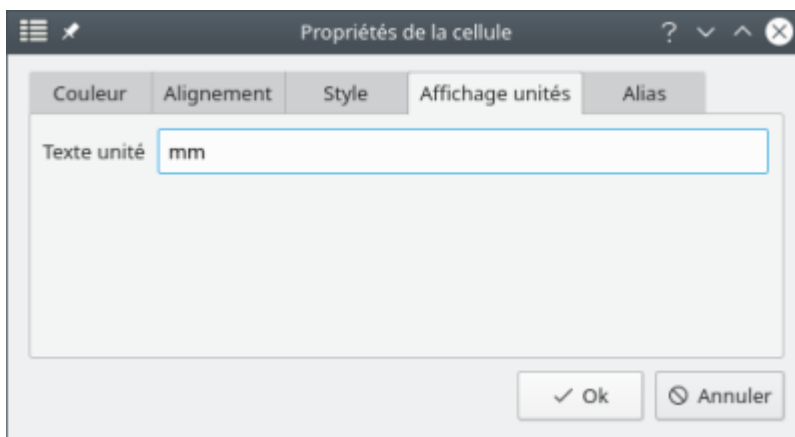 Propriétés de la cellule ?
Couleur Alignement Style Affichage unités Alias
Texte unité mm
Ok Annuler